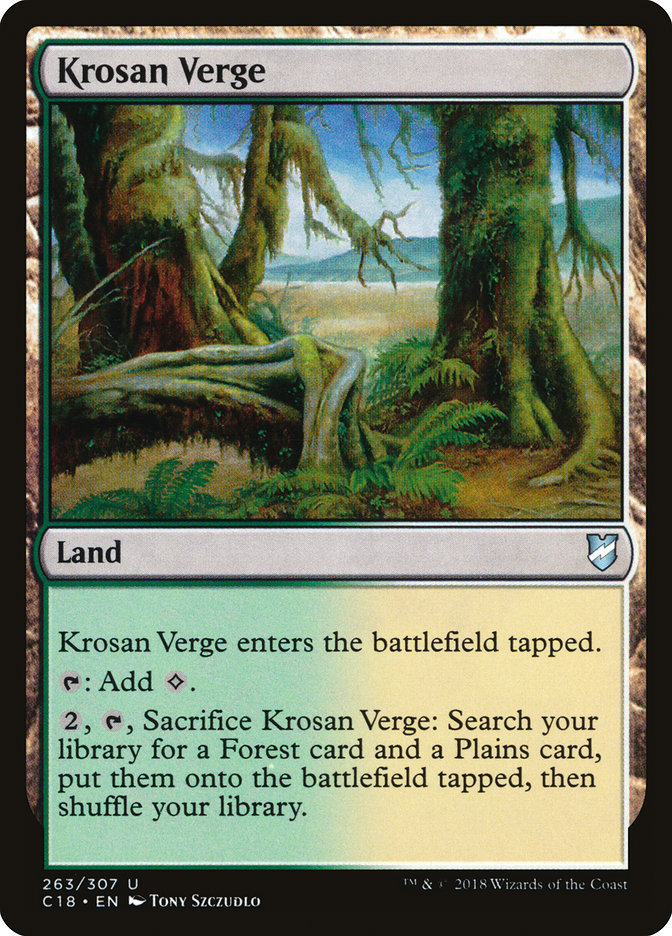 Krosan Verge
Land
Krosan Verge enters the battlefield tapped.
: Add .
2, , Sacrifice Krosan Verge: Search your
library for a Forest card and a Plains card,
put them onto the battlefield tapped, then
shuffle your library.
263/307 U
™ & © 2018 Wizards of the Coast
C18 • EN Tony Szczudlo